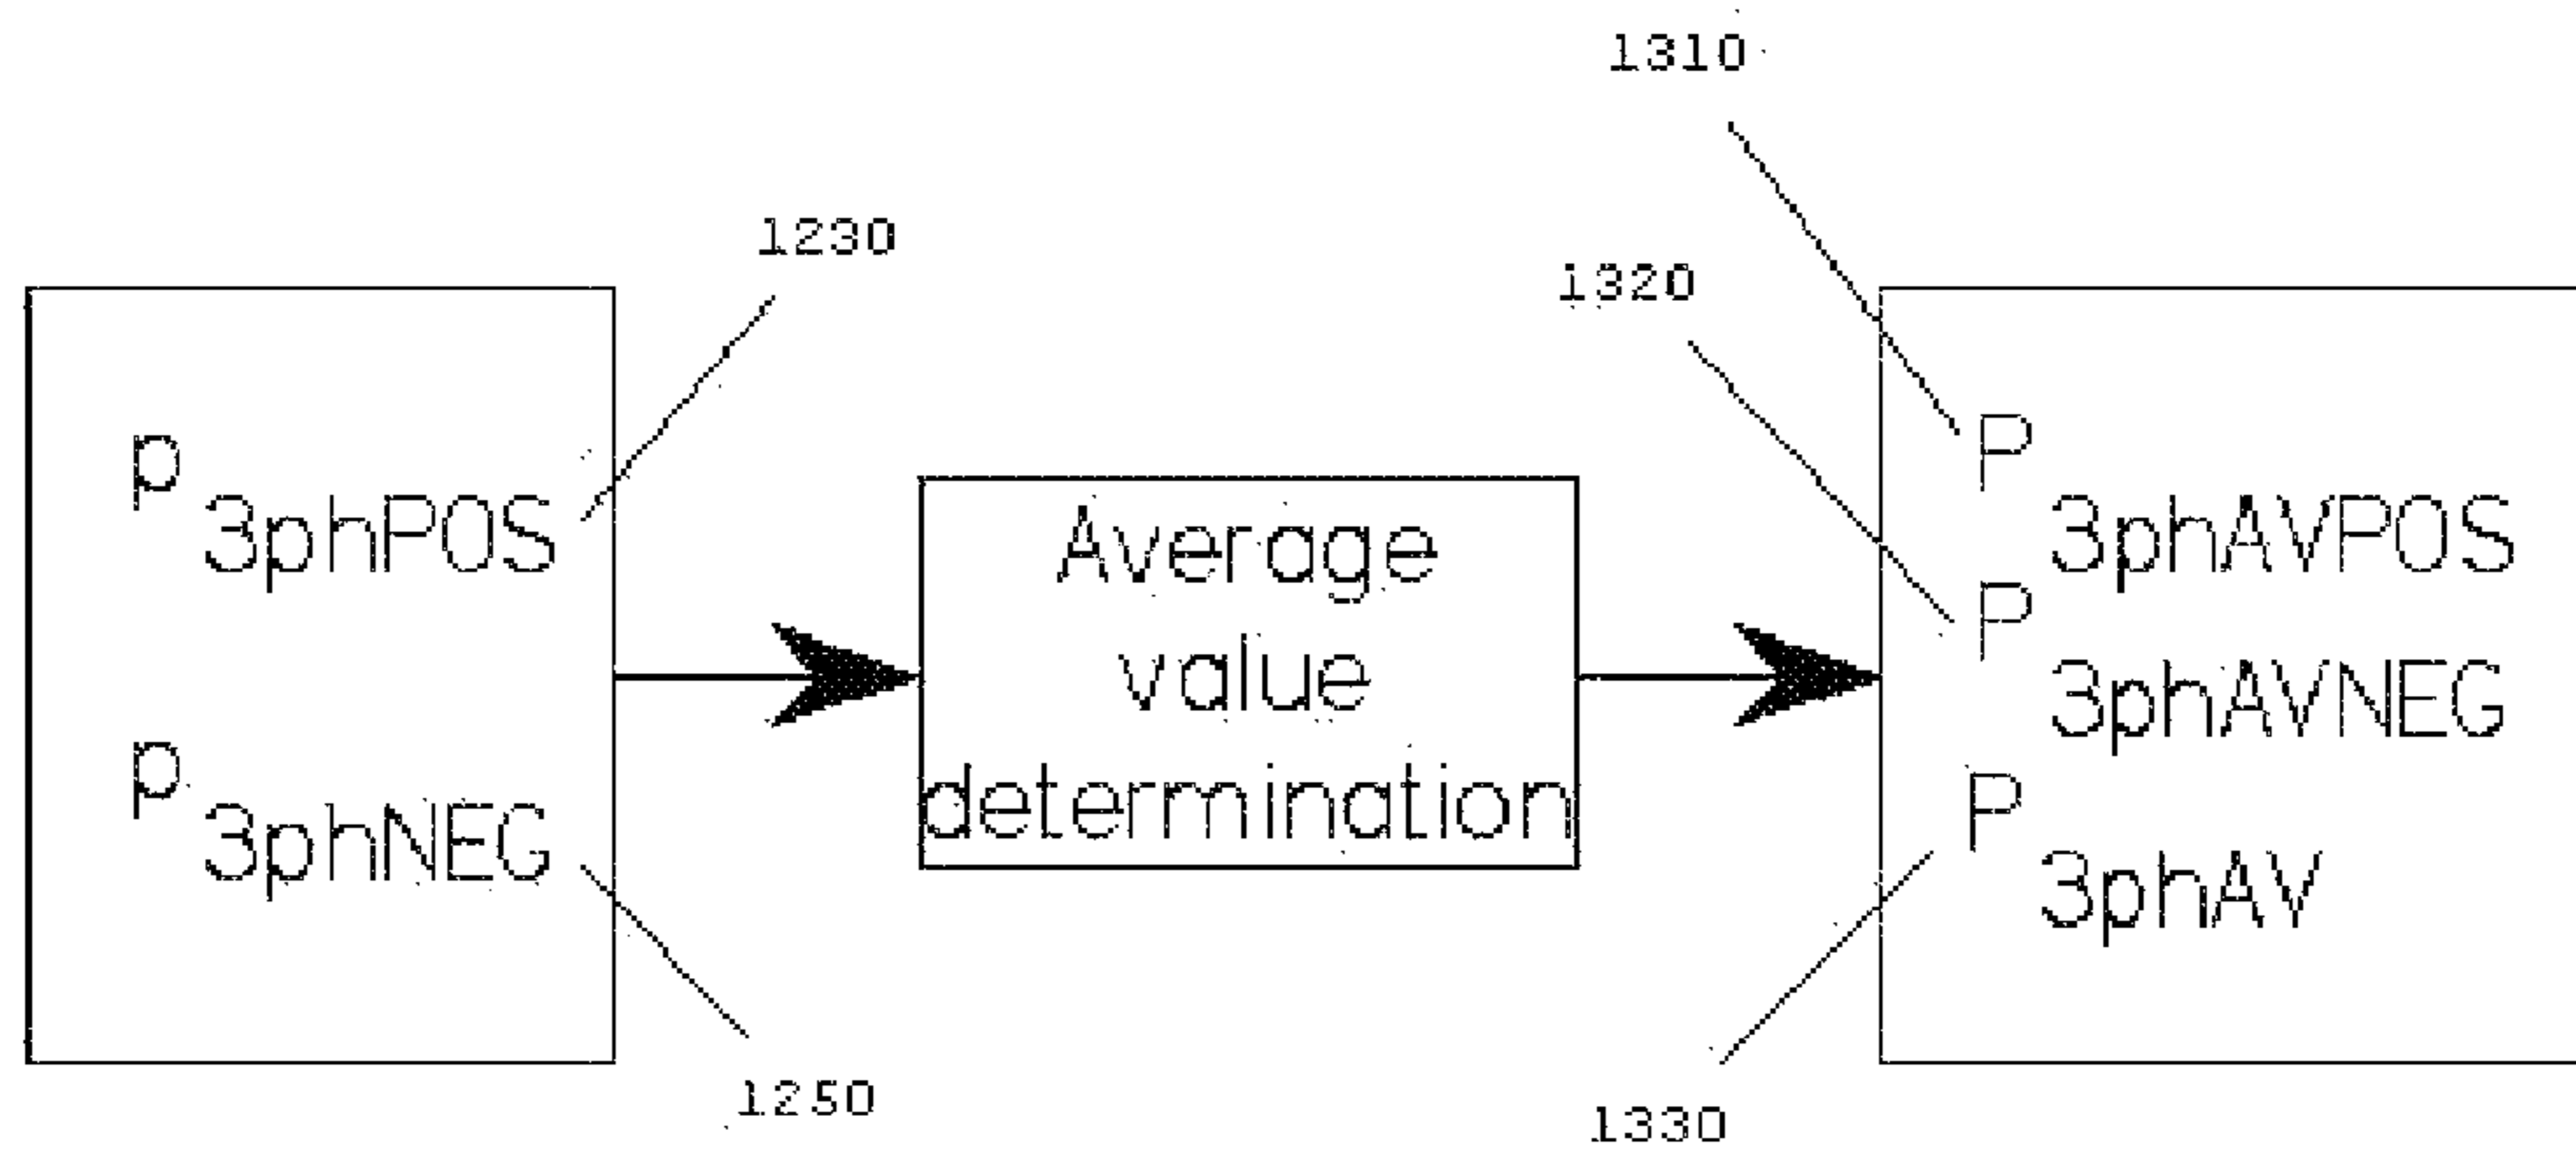 1310
1230
1320
p 3phPOS
p 3phNEG
1250
Average
value
determination
P 3phAVPOS
P 3phAVNEG
P 3phAV
1330